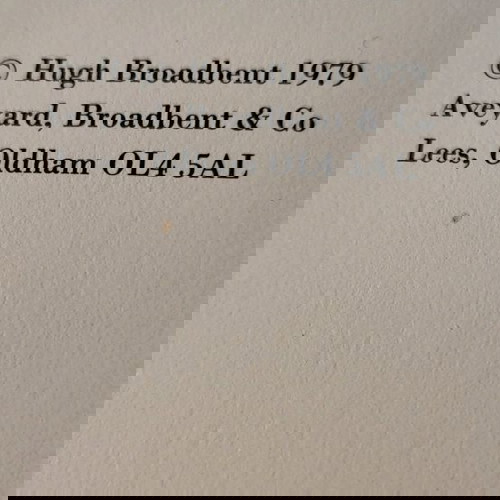 © Hugh Broadbent 1979
Aveyard, Broadbent & Co
Lees, Oldham OL4 5AL